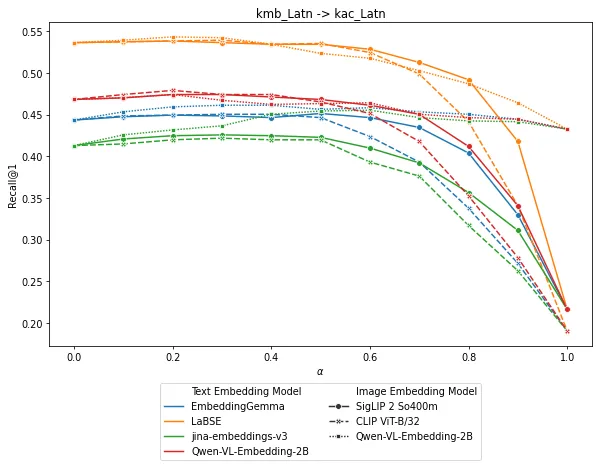 kmb_Latn -> kac_Latn
Recall@1
0.55
0.50
0.45
0.40
0.35
0.30
0.25
0.20
0.0 0.2 0.4 0.6 0.8 1.0
α
Text Embedding Model
EmbeddingGemma
LaBSE
jina-embeddings-v3
Qwen-VL-Embedding-2B
Image Embedding Model
SigLIP 2 So400m
CLIP ViT-B/32
Qwen-VL-Embedding-2B